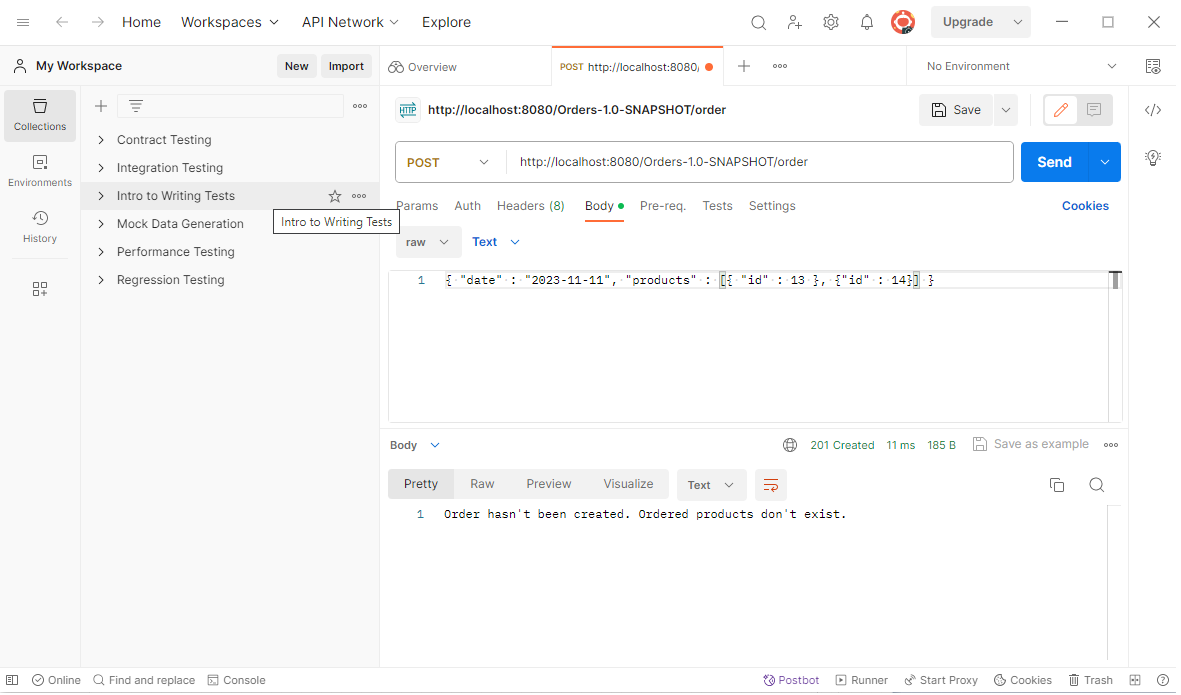 Home Workspaces API Network Explore Upgrade
My Workspace New Import Overview POST http://localhost:8080/ No Environment
Collections
Environments
History
Contract Testing
Integration Testing
Intro to Writing Tests
Mock Data Generation
Performance Testing
Regression Testing
Intro to Writing Tests
HTTP http://localhost:8080/Orders-1.0-SNAPSHOT/order Save
POST http://localhost:8080/Orders-1.0-SNAPSHOT/order Send
Params Auth Headers (8) Body Pre-req. Tests Settings Cookies
raw Text
1 { "date" : "2023-11-11", "products" : [{ "id" : 13 }, {"id" : 14}] }
Body 201 Created 11 ms 185 B Save as example
Pretty Raw Preview Visualize Text
1 Order hasn't been created. Ordered products don't exist.
Online Find and replace Console Postbot Runner Start Proxy Cookies Trash